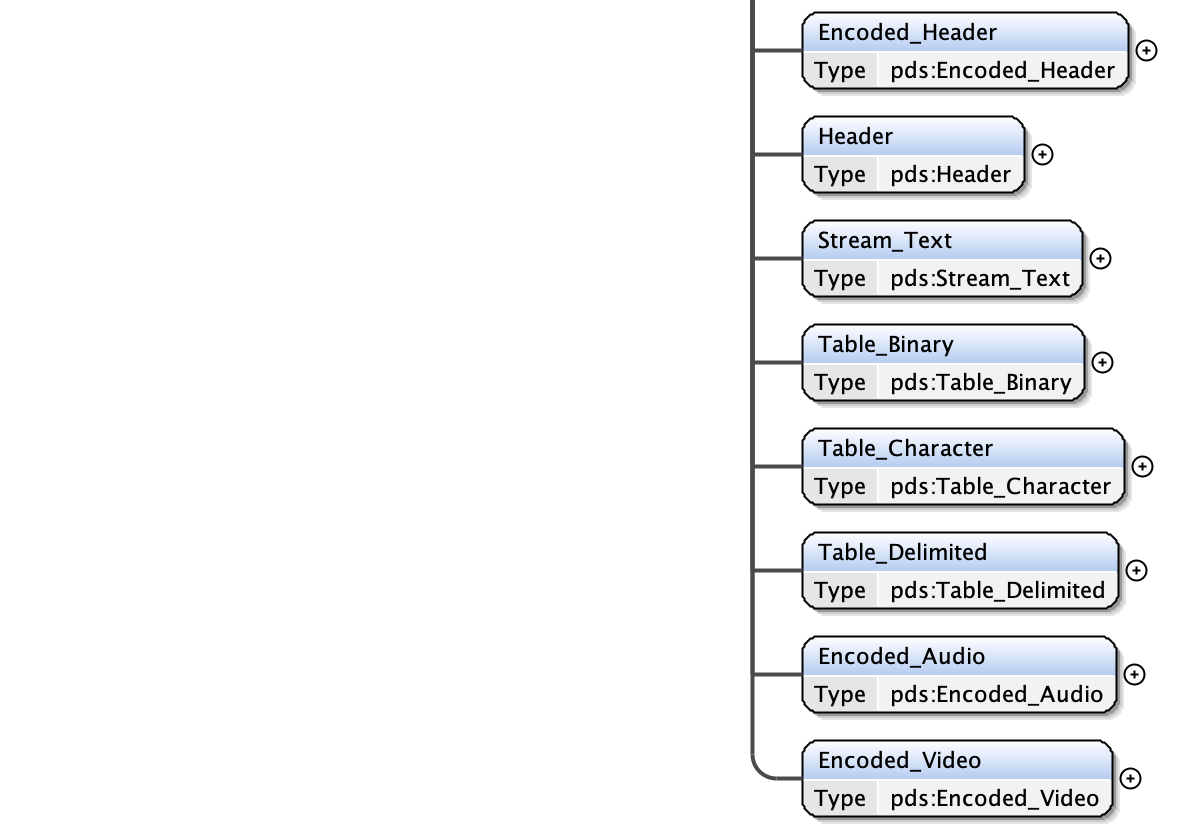 Encoded_Header
Type pds:Encoded_Header
Header
Type pds:Header
Stream_Text
Type pds:Stream_Text
Table_Binary
Type pds:Table_Binary
Table_Character
Type pds:Table_Character
Table_Delimited
Type pds:Table_Delimited
Encoded_Audio
Type pds:Encoded_Audio
Encoded_Video
Type pds:Encoded_Video